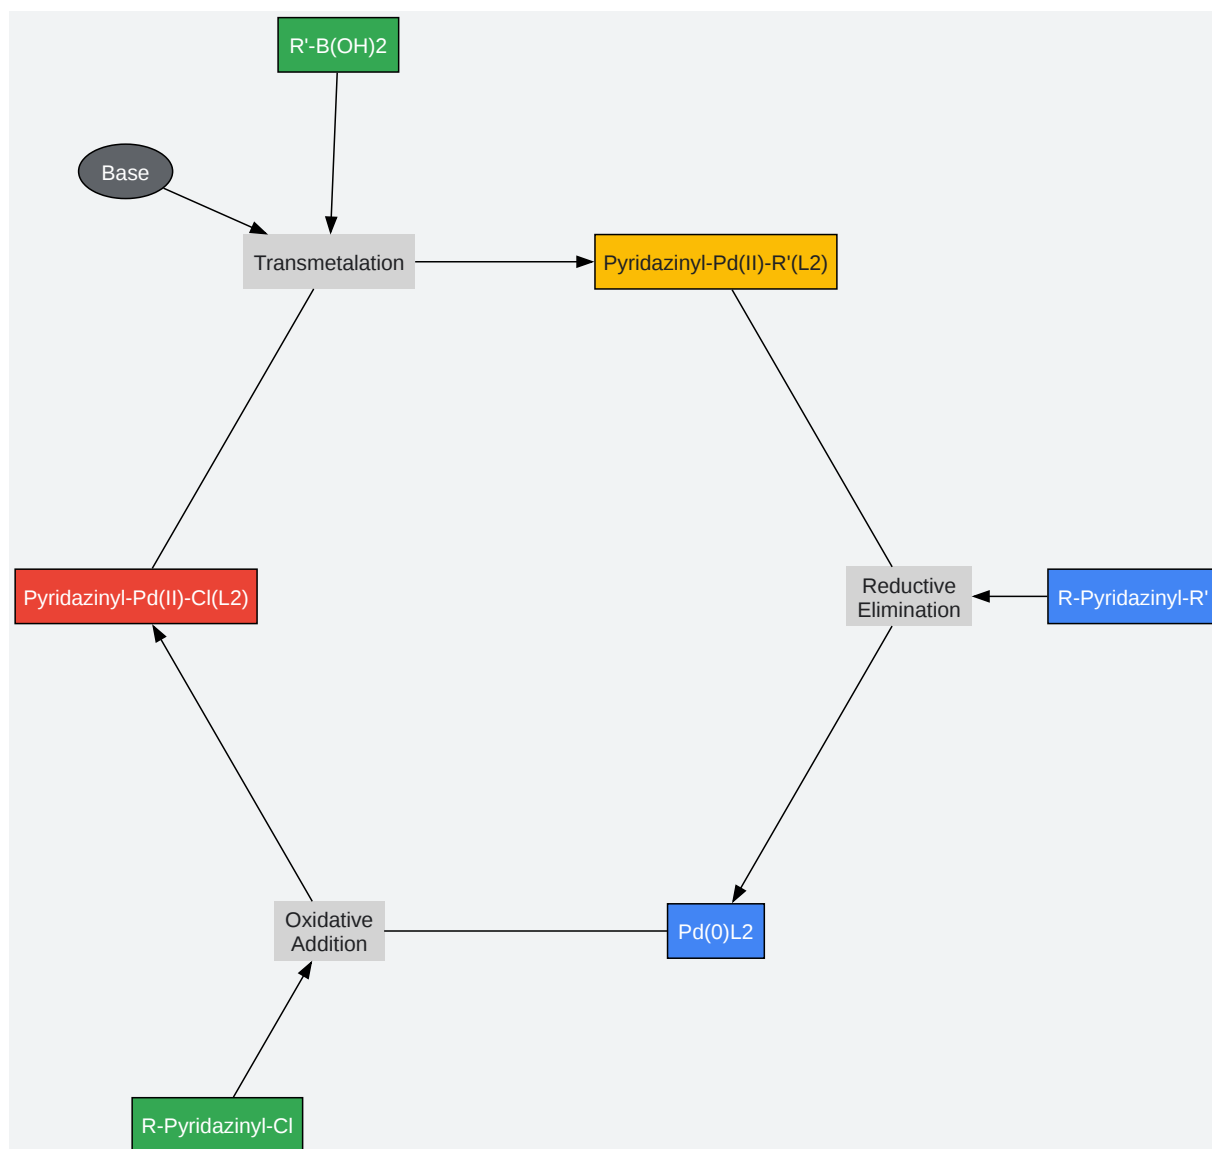 R'-B(OH)2
Base
Transmetalation
Pyridazinyl-Pd(II)-R'(L2)
Pyridazinyl-Pd(II)-Cl(L2)
Reductive
Elimination
R-Pyridazinyl-R'
Oxidative
Addition
Pd(0)L2
R-Pyridazinyl-Cl